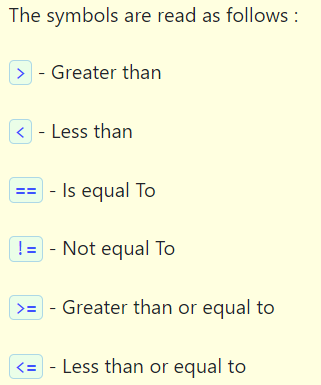 The symbols are read as follows :
> - Greater than
< - Less than
== - Is equal To
!= - Not equal To
>= - Greater than or equal to
<= - Less than or equal to